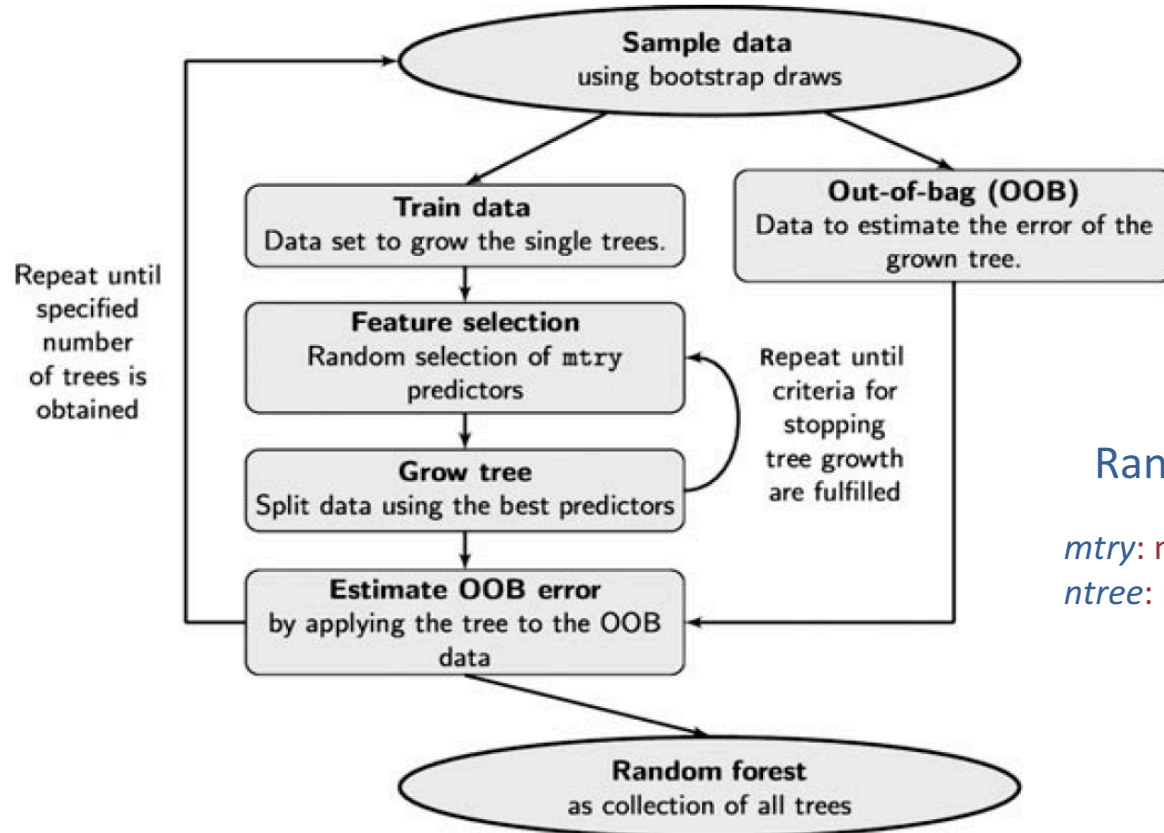 Sample data
using bootstrap draws
Train data
Data set to grow the single trees.
Out-of-bag (OOB)
Data to estimate the error of the
grown tree.
Repeat until
specified
number
of trees is
obtained
Feature selection
Random selection of mtry
predictors
Repeat until
criteria for
stopping
tree growth
are fulfilled
Grow tree
Split data using the best predictors
Ran
mtry:
ntree:
Estimate OOB error
by applying the tree to the OOB
data
Random forest
as collection of all trees